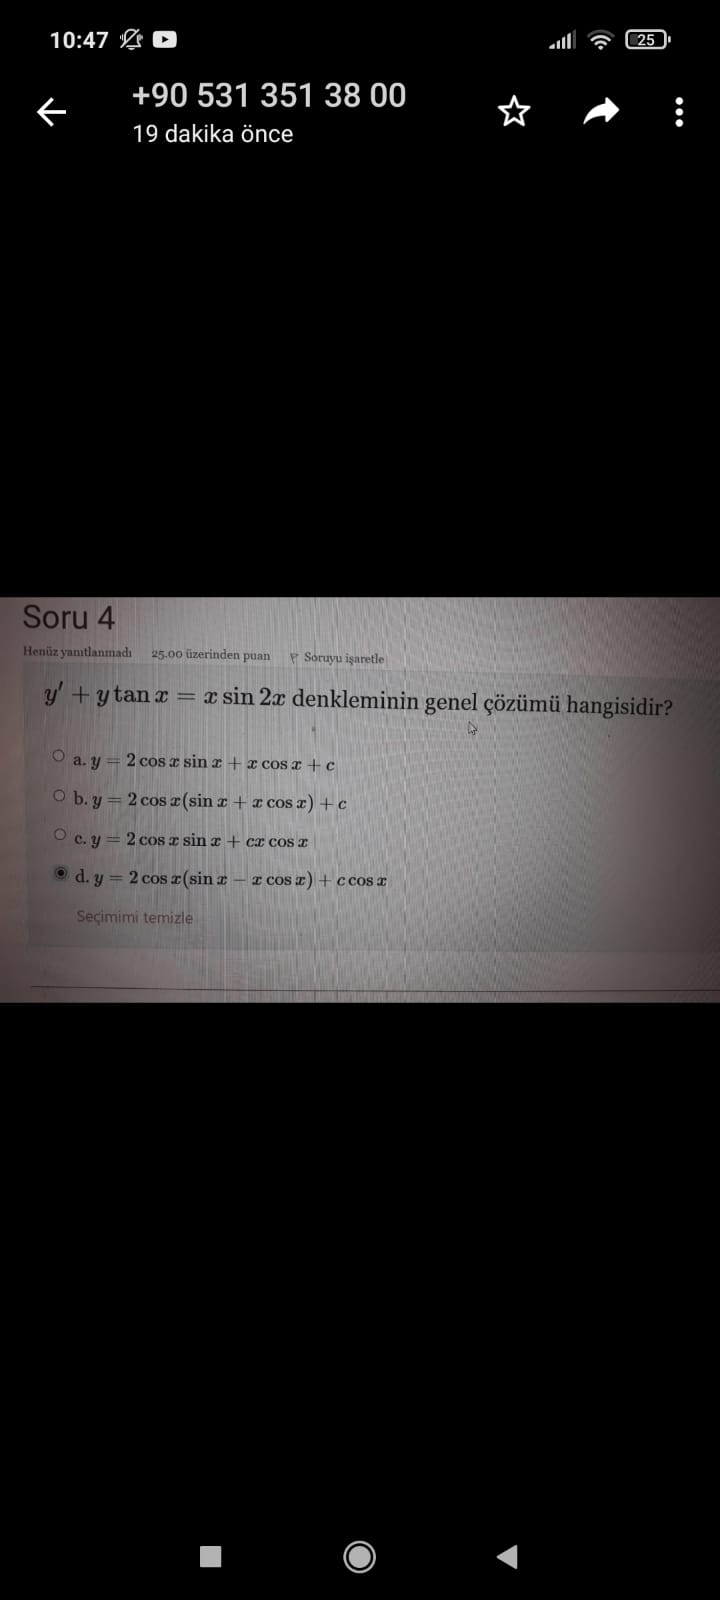 10:47
25
+90 531 351 38 00
19 dakika önce
Soru 4
Henüz yanıtlanmadı 25.00 üzerinden puan Soruyu işaretle
y′ + y tan x = x sin 2x denkleminin genel çözümü hangisidir?
a. y = 2 cos x sin x + x cos x + c
b. y = 2 cos x(sin x + x cos x) + c
c. y = 2 cos x sin x + cx cos x
d. y = 2 cos x(sin x − x cos x) + c cos x
Seçimimi temizle